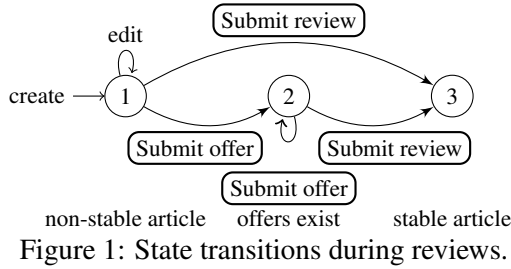 Submit review
edit
create
1
2
3
Submit offer
Submit review
Submit offer
non-stable article offers exist stable article
Figure 1: State transitions during reviews.